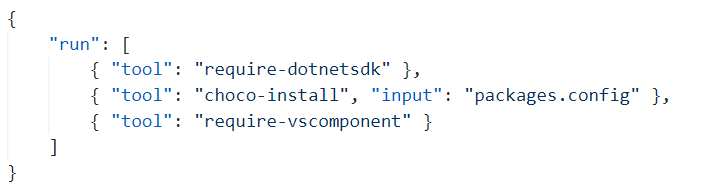 {
    "run": [
        { "tool": "require-dotnetsdk" },
        { "tool": "choco-install", "input": "packages.config" },
        { "tool": "require-vscomponent" }
    ]
}